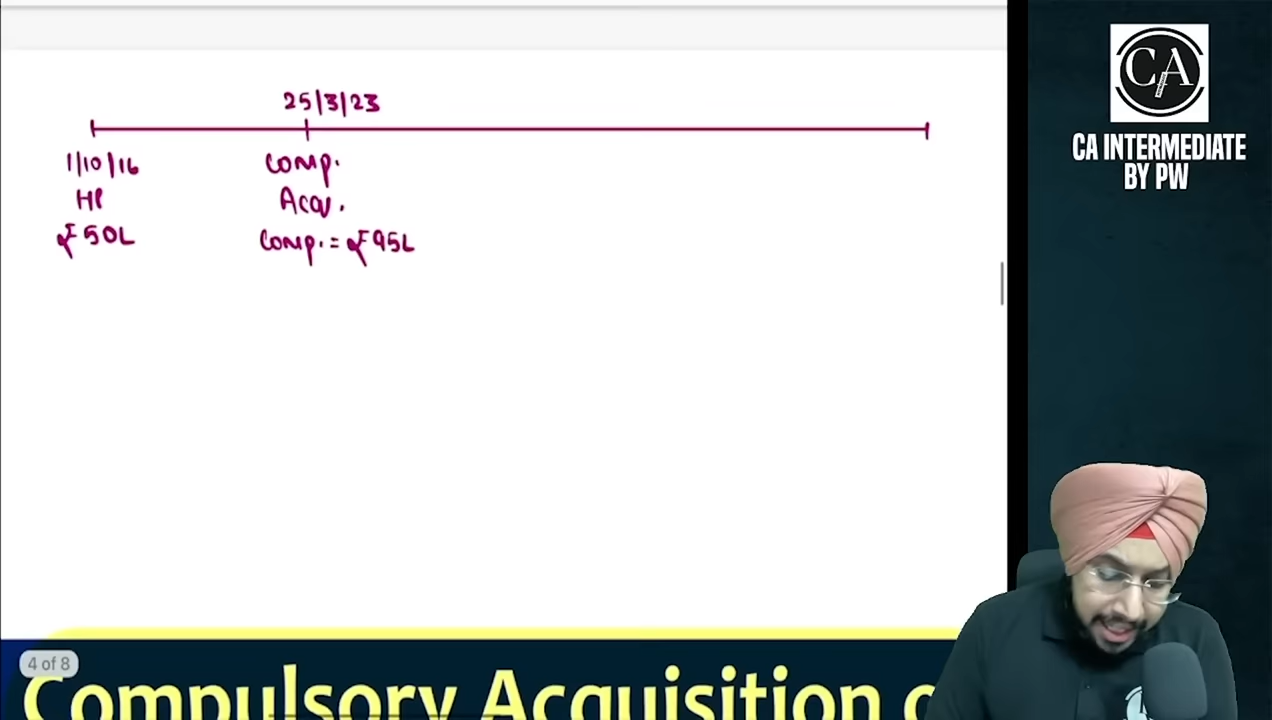 25/3/23
1/10/16
HP
₹50L
Comp.
Acqu.
Comp. = ₹95L
4 of 8
Compulsory Acquisition
CA
CA INTERMEDIATE
BY PW